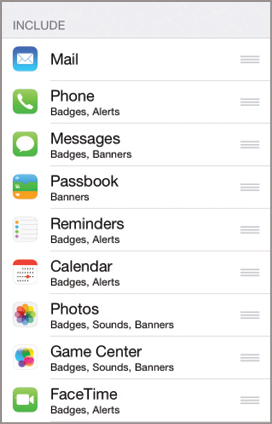 INCLUDE
Mail
Phone
Badges, Alerts
Messages
Badges, Banners
Passbook
Banners
Reminders
Badges, Alerts
Calendar
Badges, Alerts
Photos
Badges, Sounds, Banners
Game Center
Badges, Sounds, Banners
FaceTime
Badges, Alerts